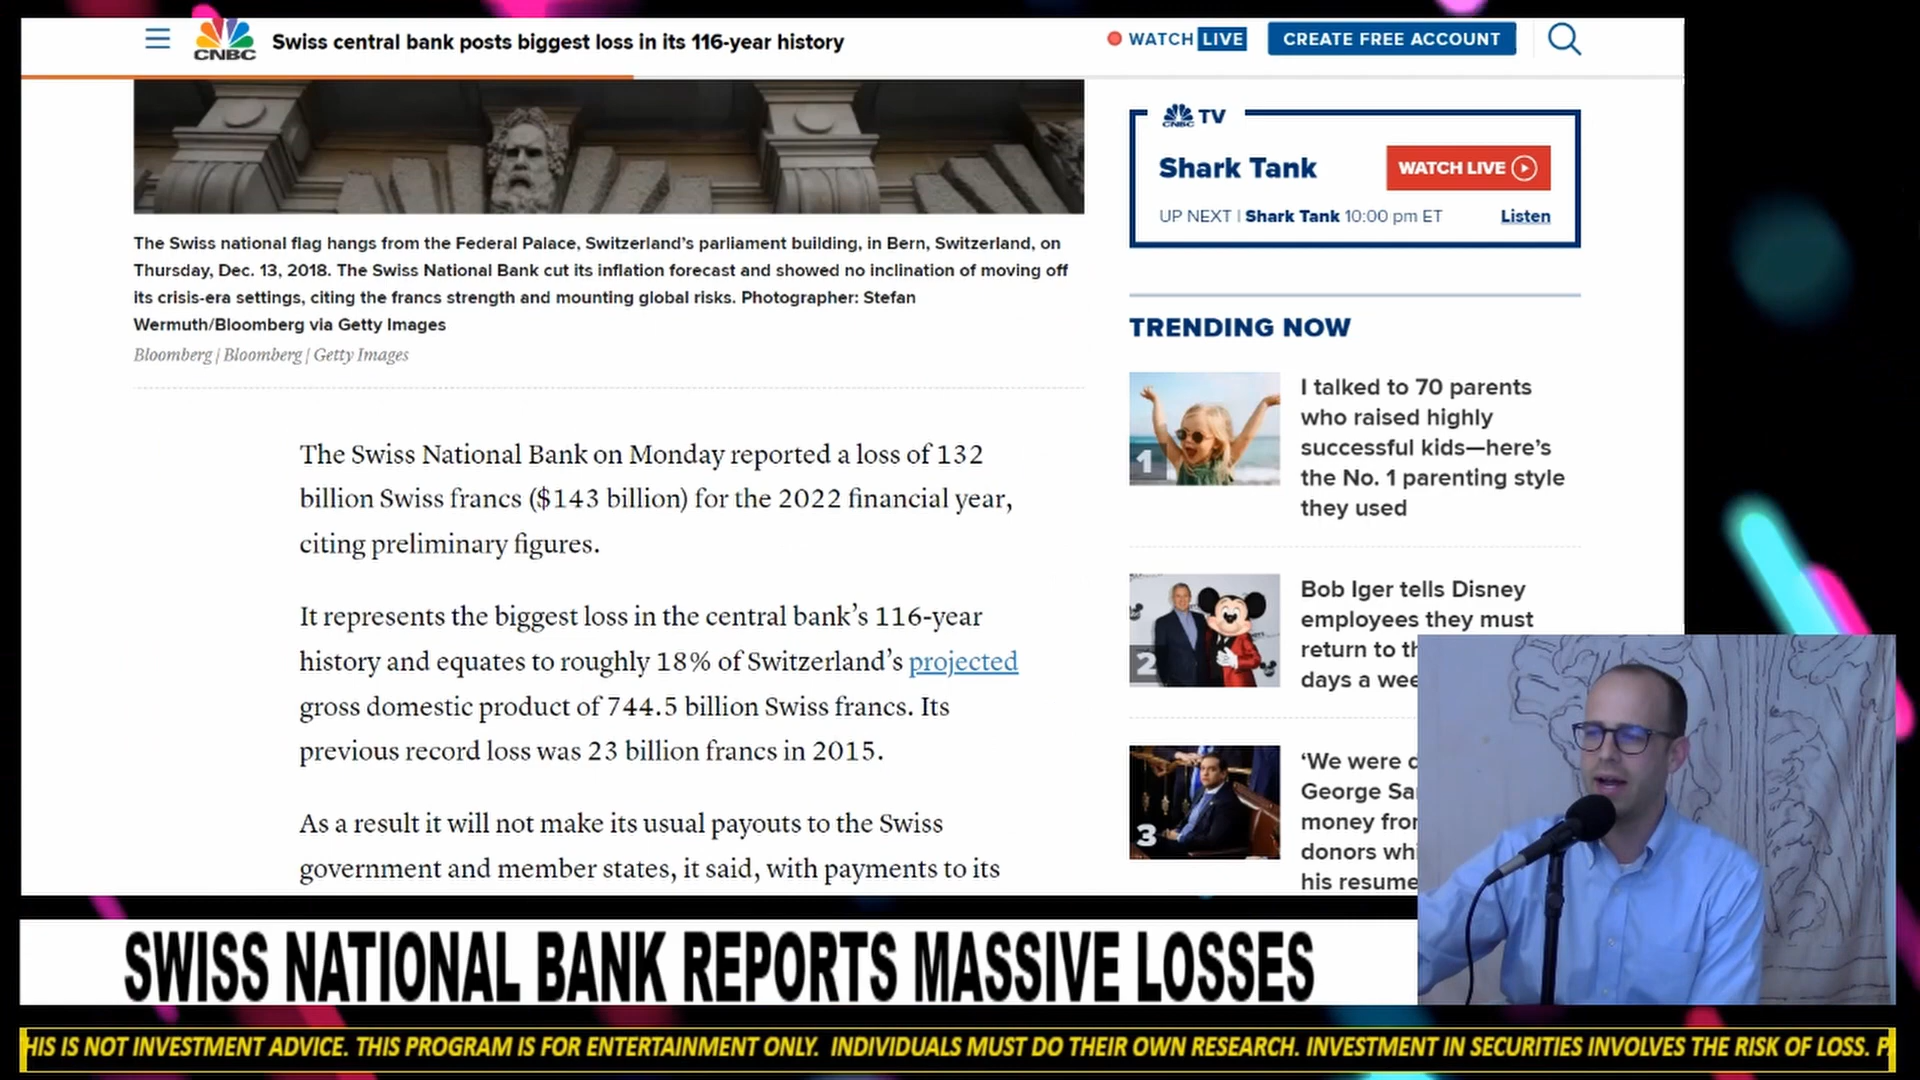 CNBC
Swiss central bank posts biggest loss in its 116-year history
WATCH LIVE
CREATE FREE ACCOUNT
The Swiss national flag hangs from the Federal Palace, Switzerland's parliament building, in Bern, Switzerland, on
Thursday, Dec. 13, 2018. The Swiss National Bank cut its inflation forecast and showed no inclination of moving off
its crisis-era settings, citing the francs strength and mounting global risks. Photographer: Stefan
Wermuth/Bloomberg via Getty Images
Bloomberg | Bloomberg | Getty Images
The Swiss National Bank on Monday reported a loss of 132
billion Swiss francs ($143 billion) for the 2022 financial year,
citing preliminary figures.
It represents the biggest loss in the central bank's 116-year
history and equates to roughly 18% of Switzerland's projected
gross domestic product of 744.5 billion Swiss francs. Its
previous record loss was 23 billion francs in 2015.
As a result it will not make its usual payouts to the Swiss
government and member states, it said, with payments to its
CNBC TV
Shark Tank
WATCH LIVE
UP NEXT | Shark Tank 10:00 pm ET
Listen
TRENDING NOW
1
I talked to 70 parents
who raised highly
successful kids—here's
the No. 1 parenting style
they used
2
Bob Iger tells Disney
employees they must
return to th
days a wee
3
'We were d
George Sa
money fro
donors whi
his resume
SWISS NATIONAL BANK REPORTS MASSIVE LOSSES
HIS IS NOT INVESTMENT ADVICE. THIS PROGRAM IS FOR ENTERTAINMENT ONLY. INDIVIDUALS MUST DO THEIR OWN RESEARCH. INVESTMENT IN SECURITIES INVOLVES THE RISK OF LOSS. P